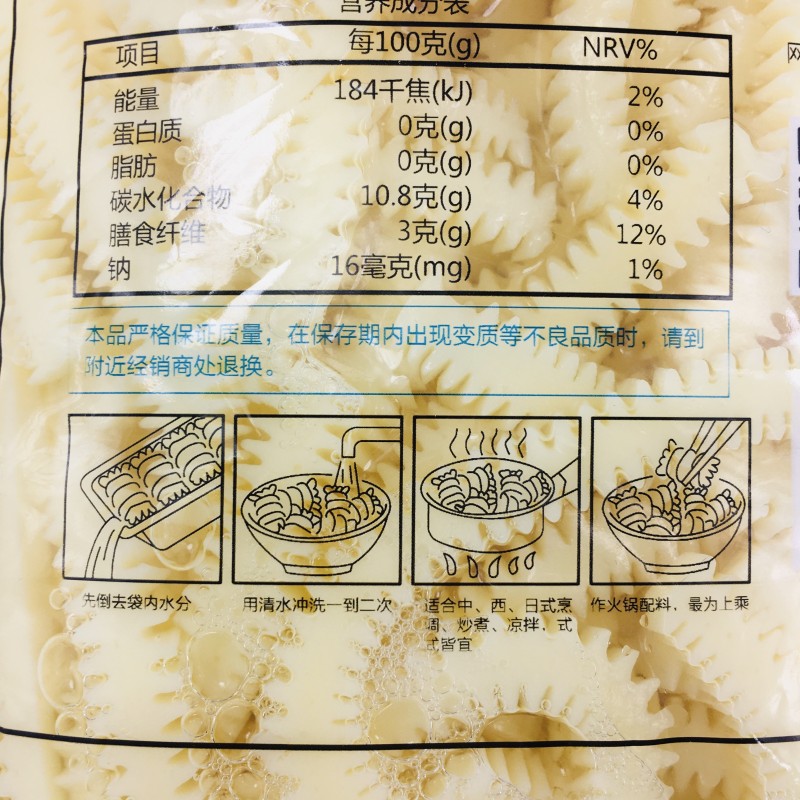 营养成分表
项目 每100克(g) NRV%
能量 184千焦(kJ) 2%
蛋白质 0克(g) 0%
脂肪 0克(g) 0%
碳水化合物 10.8克(g) 4%
膳食纤维 3克(g) 12%
钠 16毫克(mg) 1%
本品严格保证质量，在保存期内出现变质等不良品质时，请到
附近经销商处退换。
先倒去袋内水分
用清水冲洗一到二次
适合中、西、日式烹
调、炒煮、凉拌，式
式皆宜
作火锅配料，最为上乘